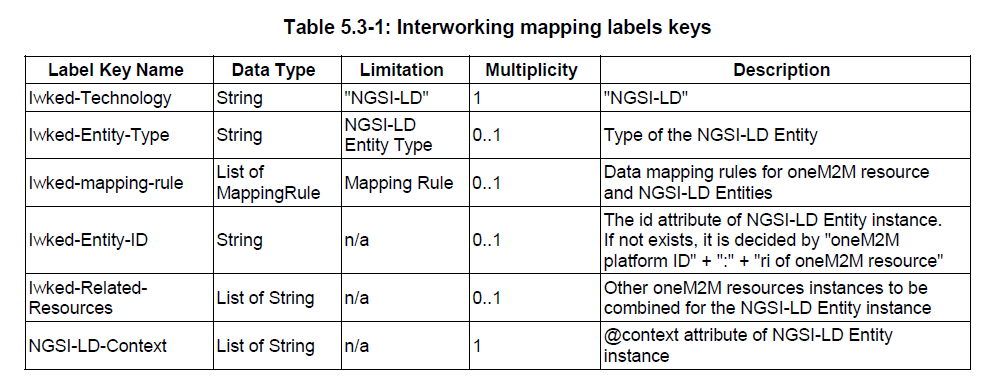 Table 5.3-1: Interworking mapping labels keys
Label Key Name Data Type Limitation Multiplicity Description
Iwked-Technology String "NGSI-LD" 1 "NGSI-LD"
Iwked-Entity-Type String NGSI-LD Entity Type 0..1 Type of the NGSI-LD Entity
Iwked-mapping-rule List of MappingRule Mapping Rule 0..1 Data mapping rules for oneM2M resource and NGSI-LD Entities
Iwked-Entity-ID String n/a 0..1 The id attribute of NGSI-LD Entity instance. If not exists, it is decided by "oneM2M platform ID" + ":" + "ri of oneM2M resource"
Iwked-Related-Resources List of String n/a 0..1 Other oneM2M resources instances to be combined for the NGSI-LD Entity instance
NGSI-LD-Context List of String n/a 1 @context attribute of NGSI-LD Entity instance